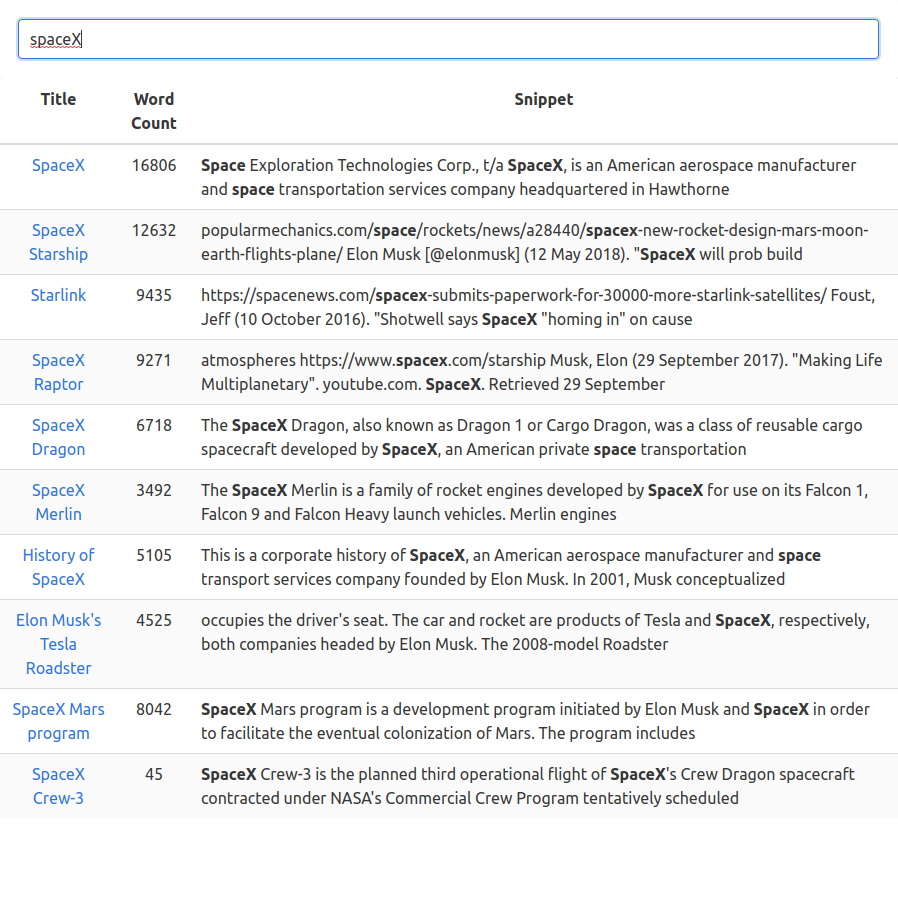 spaceX
Title Word Count Snippet
SpaceX 16806 Space Exploration Technologies Corp., t/a SpaceX, is an American aerospace manufacturer
and space transportation services company headquartered in Hawthorne
SpaceX Starship 12632 popularmechanics.com/space/rockets/news/a28440/spacex-new-rocket-design-mars-moon-
earth-flights-plane/ Elon Musk [@elonmusk] (12 May 2018). "SpaceX will prob build
Starlink 9435 https://spacenews.com/spacex-submits-paperwork-for-30000-more-starlink-satellites/ Foust,
Jeff (10 October 2016). "Shotwell says SpaceX "homing in" on cause
SpaceX Raptor 9271 atmospheres https://www.spacex.com/starship Musk, Elon (29 September 2017). "Making Life
Multiplanetary". youtube.com. SpaceX. Retrieved 29 September
SpaceX Dragon 6718 The SpaceX Dragon, also known as Dragon 1 or Cargo Dragon, was a class of reusable cargo
spacecraft developed by SpaceX, an American private space transportation
SpaceX Merlin 3492 The SpaceX Merlin is a family of rocket engines developed by SpaceX for use on its Falcon 1,
Falcon 9 and Falcon Heavy launch vehicles. Merlin engines
History of SpaceX 5105 This is a corporate history of SpaceX, an American aerospace manufacturer and space
transport services company founded by Elon Musk. In 2001, Musk conceptualized
Elon Musk's Tesla Roadster 4525 occupies the driver's seat. The car and rocket are products of Tesla and SpaceX, respectively,
both companies headed by Elon Musk. The 2008-model Roadster
SpaceX Mars program 8042 SpaceX Mars program is a development program initiated by Elon Musk and SpaceX in order
to facilitate the eventual colonization of Mars. The program includes
SpaceX Crew-3 45 SpaceX Crew-3 is the planned third operational flight of SpaceX's Crew Dragon spacecraft
contracted under NASA's Commercial Crew Program tentatively scheduled